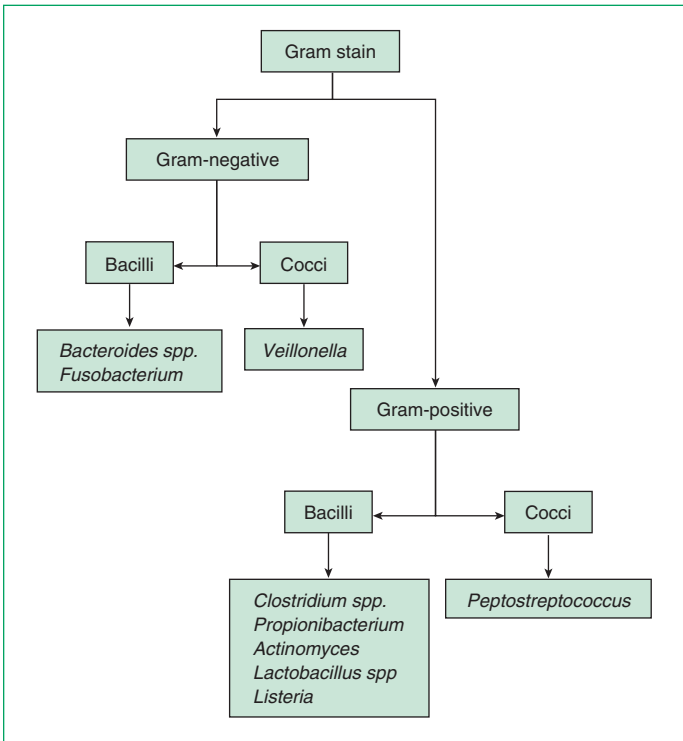 Gram stain
Gram-negative
Bacilli
Cocci
Bacteroides spp.
Fusobacterium
Veillonella
Gram-positive
Bacilli
Cocci
Clostridium spp.
Propionibacterium
Actinomyces
Lactobacillus spp
Listeria
Peptostreptococcus